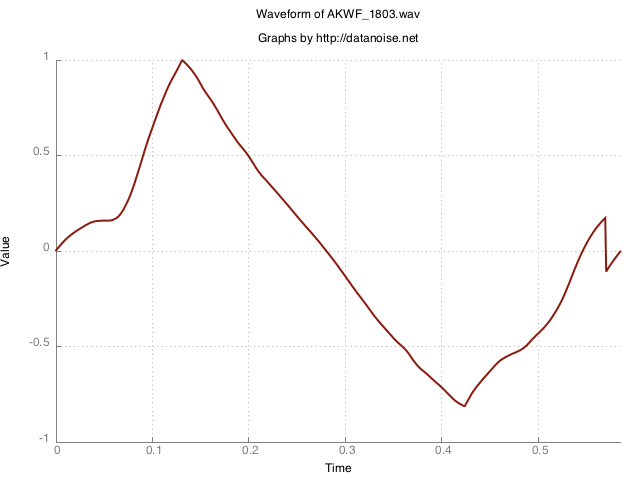 Waveform of AKWF_1803.wav
Graphs by http://datanoise.net
1
0.5
0
-0.5
-1
Value
0 0.1 0.2 0.3 0.4 0.5
Time